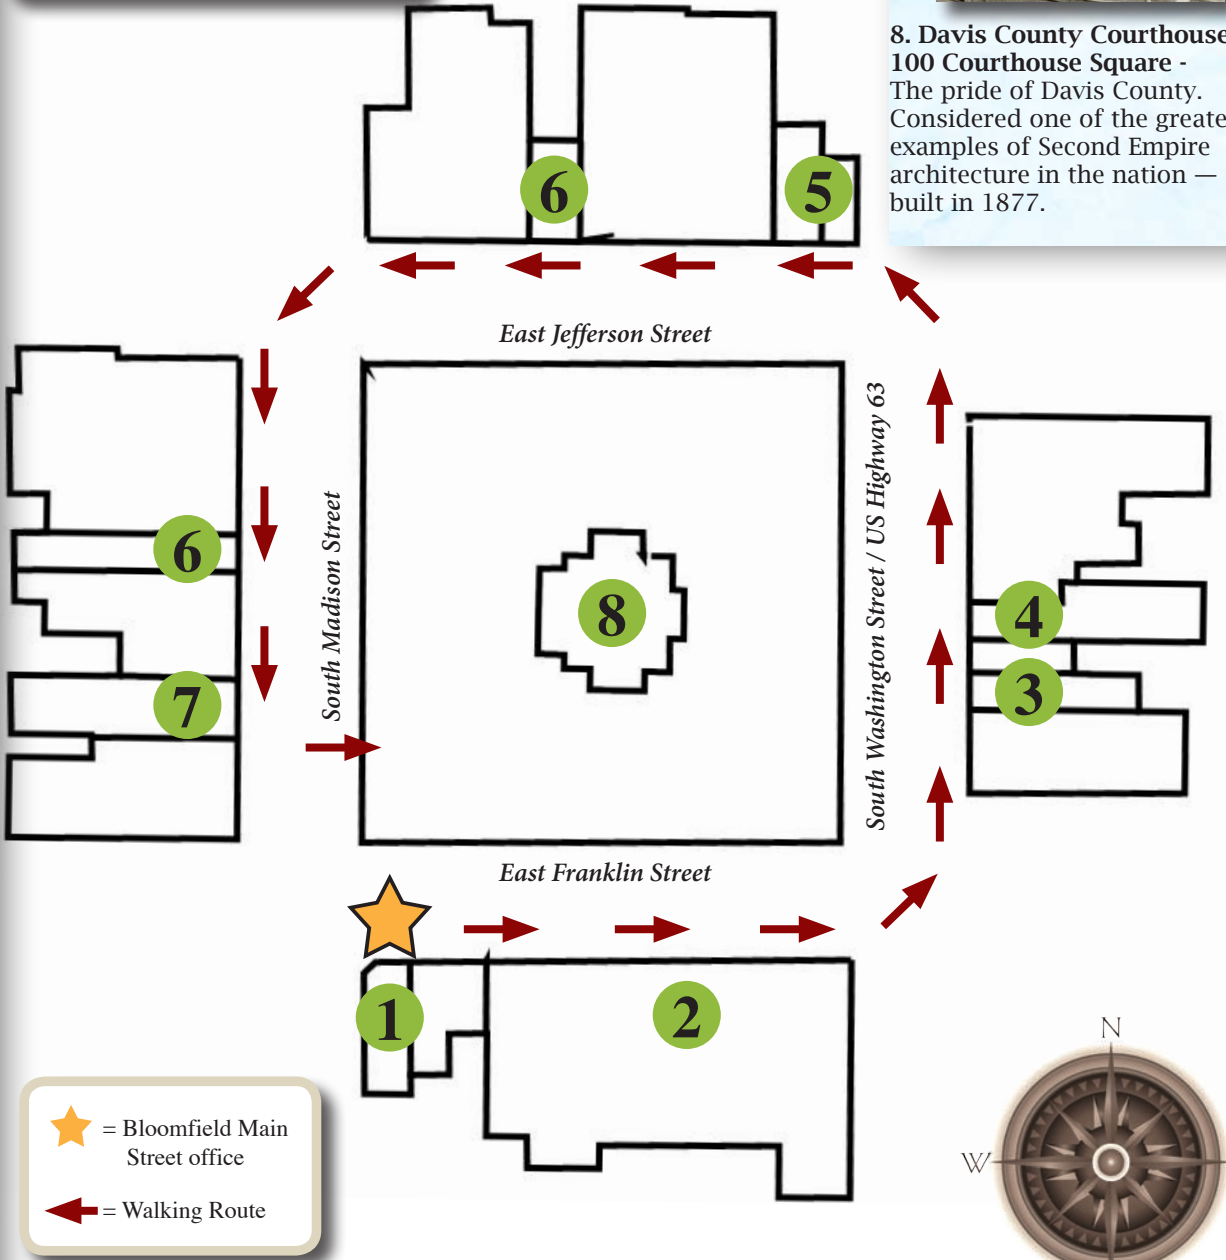 8. Davis County Courthouse
100 Courthouse Square -
The pride of Davis County.
Considered one of the greate
examples of Second Empire
architecture in the nation —
built in 1877.
6
5
East Jefferson Street
South Madison Street
South Washington Street / US Highway 63
6
7
8
4
3
East Franklin Street
1
2
= Bloomfield Main
Street office
= Walking Route
N
W